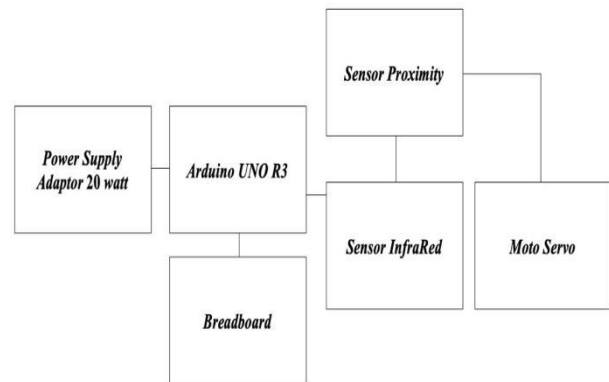 Power Supply
Adaptor 20 watt
Arduino UNO R3
Breadboard
Sensor Proximity
Sensor InfraRed
Moto Servo